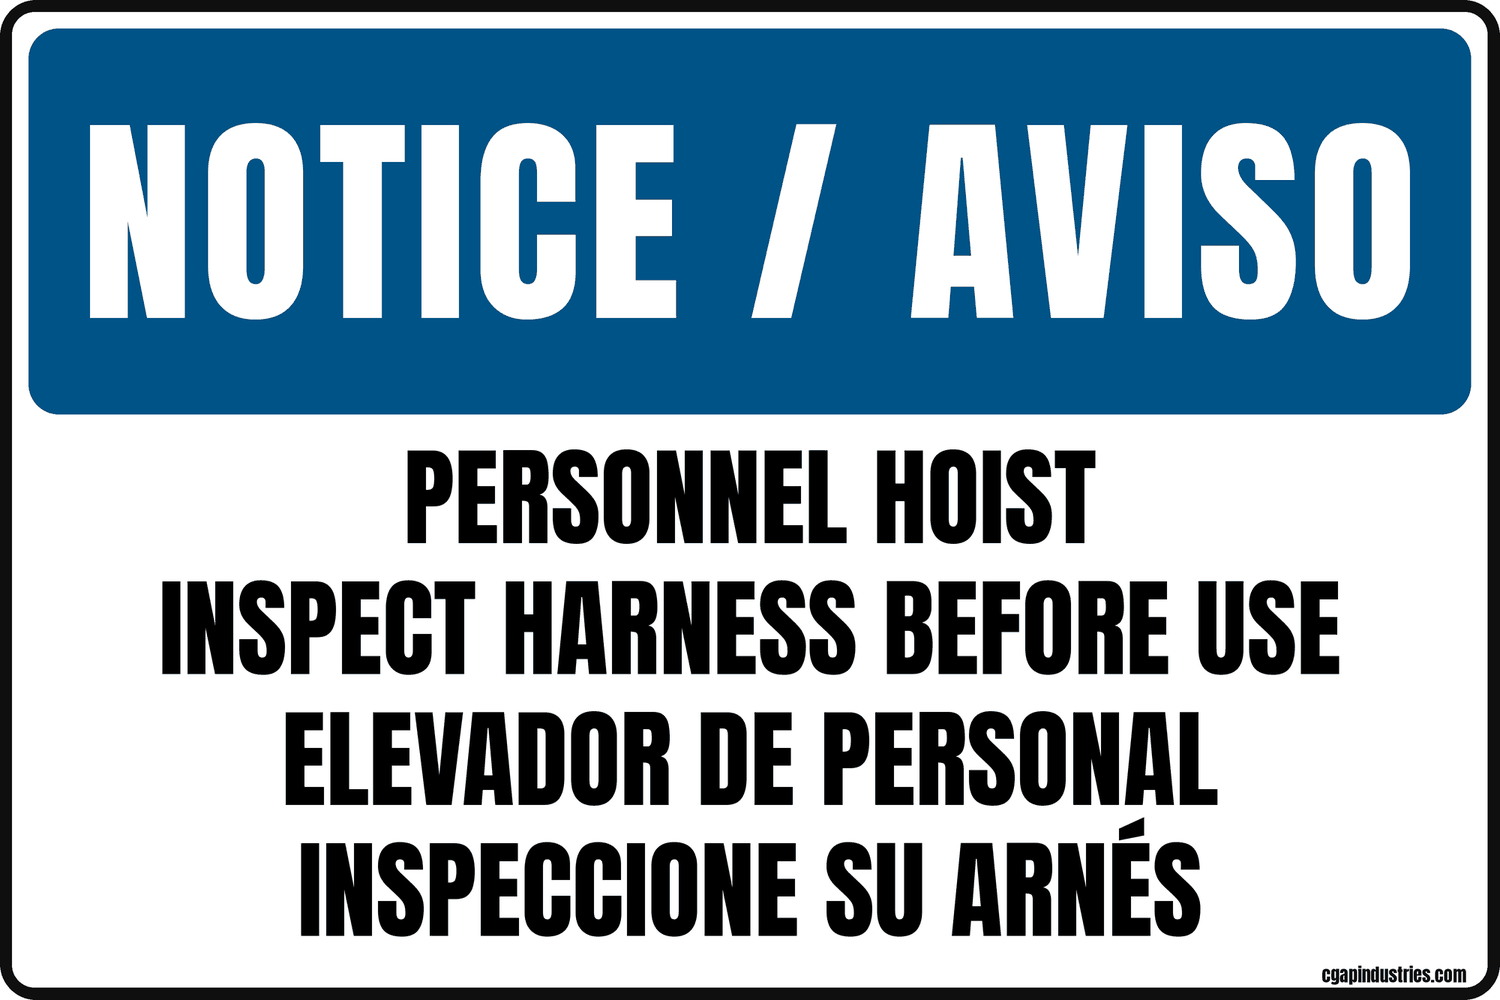 NOTICE / AVISO
PERSONNEL HOIST
INSPECT HARNESS BEFORE USE
ELEVADOR DE PERSONAL
INSPECCIONE SU ARNÉS
cgapindustries.com